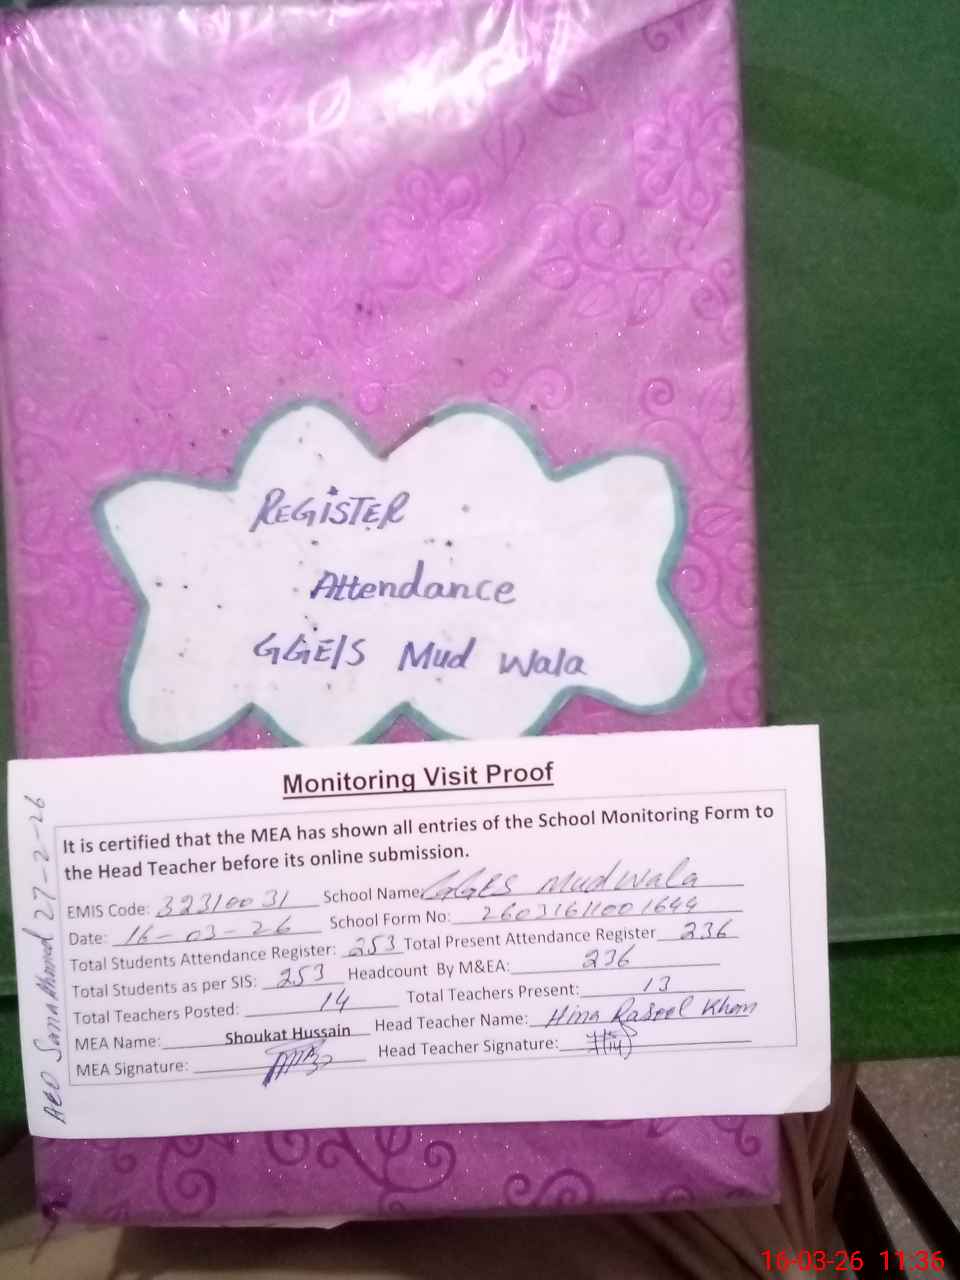 REGISTER
Attendance
GGE/S Mud Wala
Monitoring Visit Proof
It is certified that the MEA has shown all entries of the School Monitoring Form to
the Head Teacher before its online submission.
EMIS Code: 32310031 School Name: GGES Mud Wala
Date: 16-03-26 School Form No: 26031611001644
Total Students Attendance Register: 253 Total Present Attendance Register 236
Total Students as per SIS: 253 Headcount By M&EA: 236
Total Teachers Posted: 14 Total Teachers Present: 13
MEA Name: Shoukat Hussain Head Teacher Name: Hina Rasool Khan
MEA Signature: Head Teacher Signature:
AEO Sana Ahmed 27-2-26
16-03-26 11:36